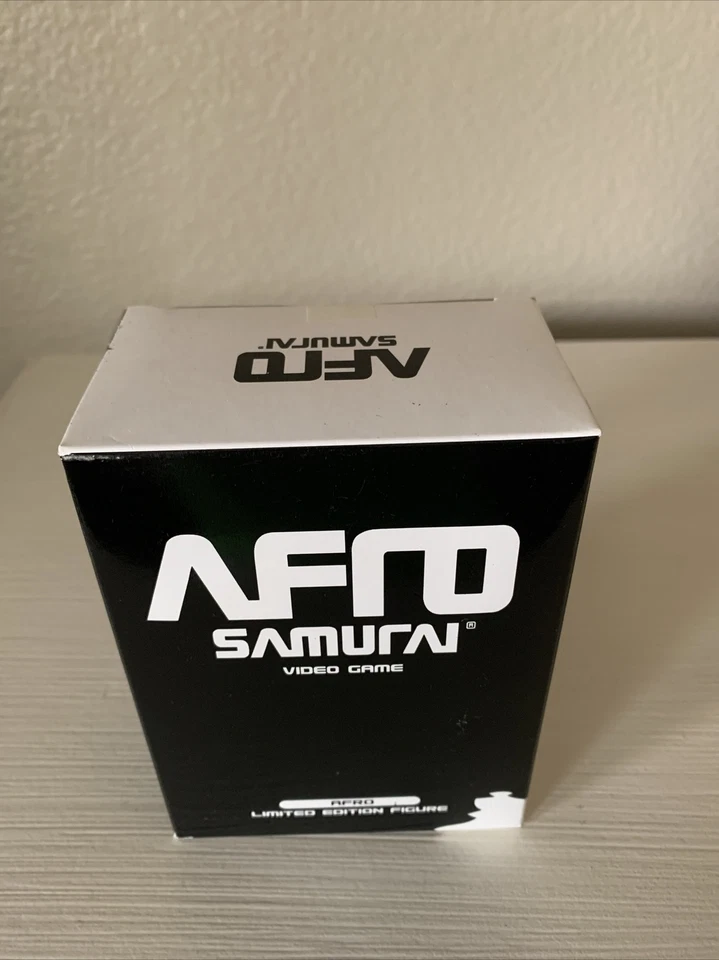 AFRO
SAMURAI
AFRO
SAMURAI®
VIDEO GAME
AFRO
LIMITED EDITION FIGURE